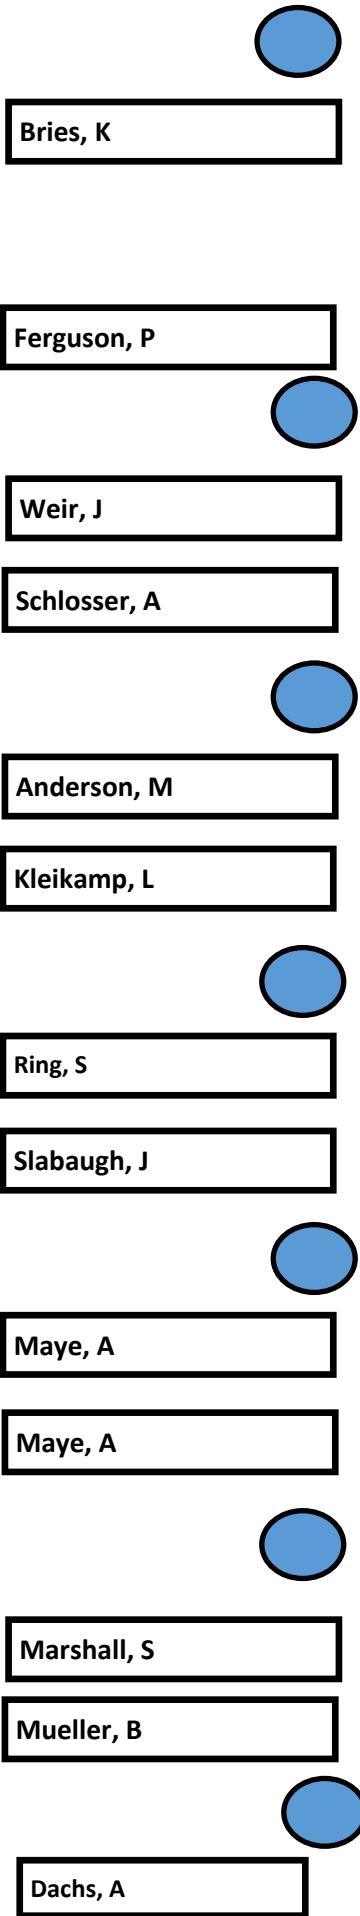 Bries, K
Ferguson, P
Weir, J
Schlosser, A
Anderson, M
Kleikamp, L
Ring, S
Slabaugh, J
Maye, A
Maye, A
Marshall, S
Mueller, B
Dachs, A